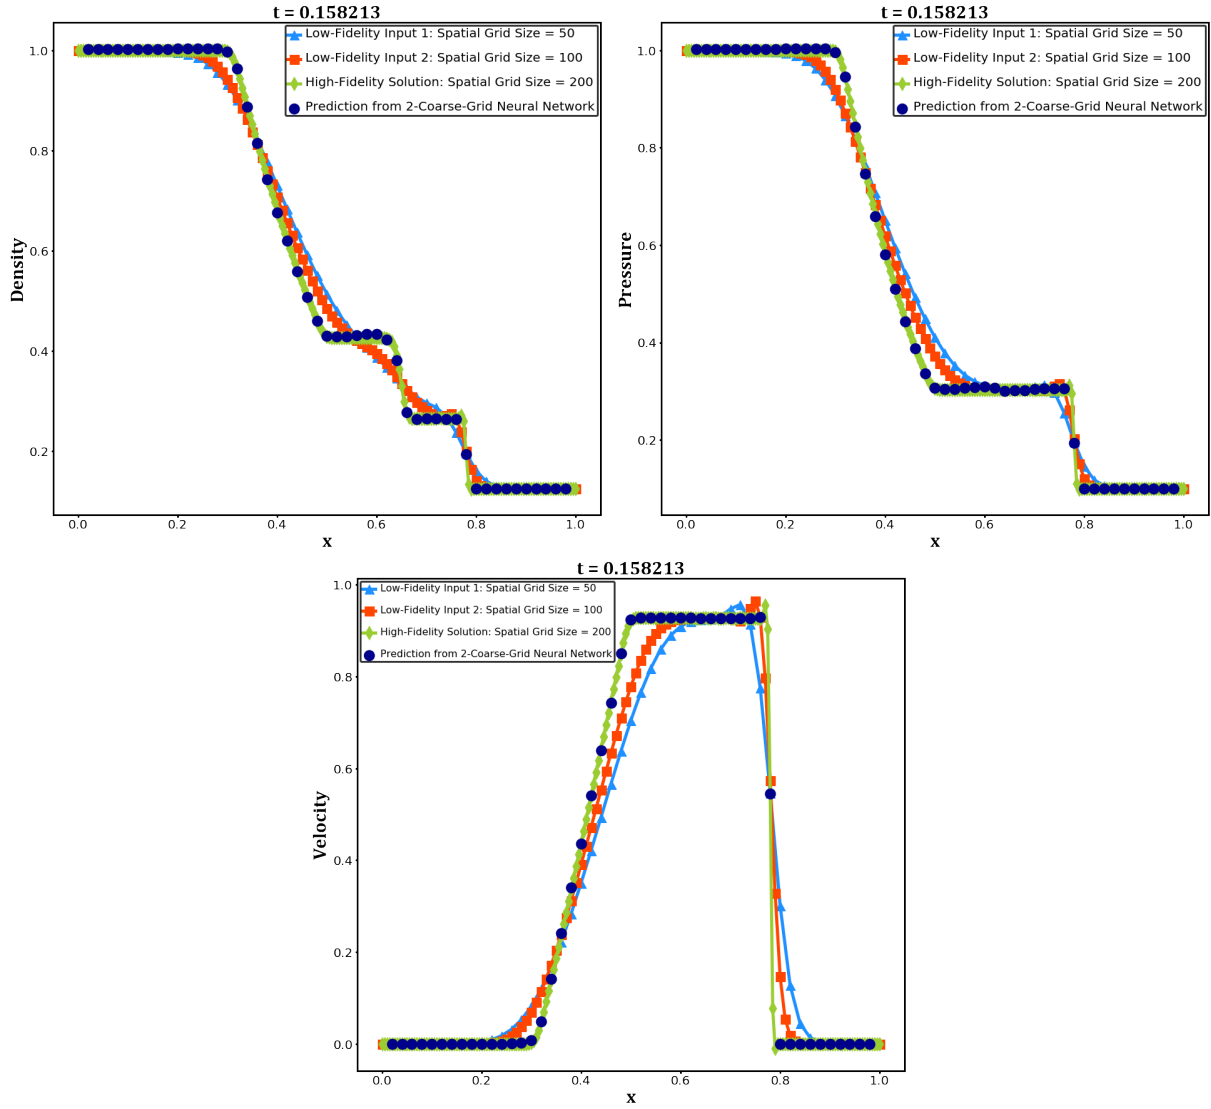 t = 0.158213
Low-Fidelity Input 1: Spatial Grid Size = 50
Low-Fidelity Input 2: Spatial Grid Size = 100
High-Fidelity Solution: Spatial Grid Size = 200
Prediction from 2-Coarse-Grid Neural Network
Density
1.0
0.8
0.6
0.4
0.2
0.0 0.2 0.4 0.6 0.8 1.0
x
t = 0.158213
Low-Fidelity Input 1: Spatial Grid Size = 50
Low-Fidelity Input 2: Spatial Grid Size = 100
High-Fidelity Solution: Spatial Grid Size = 200
Prediction from 2-Coarse-Grid Neural Network
Pressure
1.0
0.8
0.6
0.4
0.2
0.0 0.2 0.4 0.6 0.8 1.0
x
t = 0.158213
Low-Fidelity Input 1: Spatial Grid Size = 50
Low-Fidelity Input 2: Spatial Grid Size = 100
High-Fidelity Solution: Spatial Grid Size = 200
Prediction from 2-Coarse-Grid Neural Network
Velocity
1.0
0.8
0.6
0.4
0.2
0.0
0.0 0.2 0.4 0.6 0.8 1.0
x